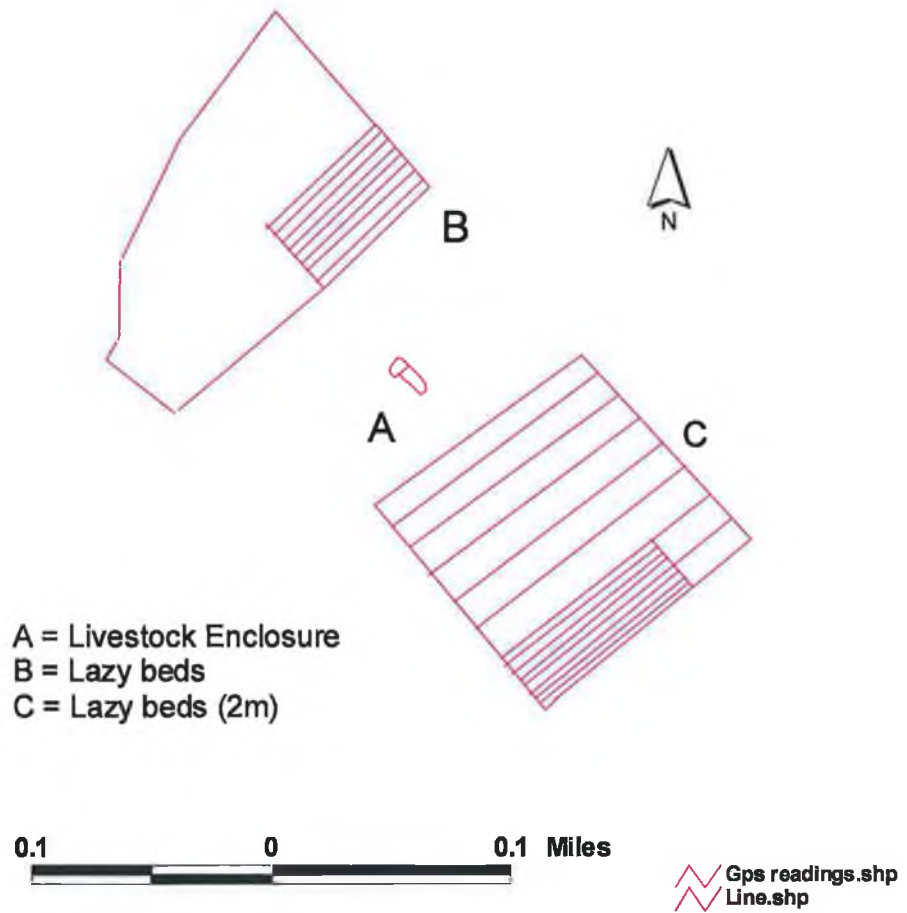 B
N
A
C
A = Livestock Enclosure
B = Lazy beds
C = Lazy beds (2m)
0.1 0 0.1 Miles
Gps readings.shp
Line.shp